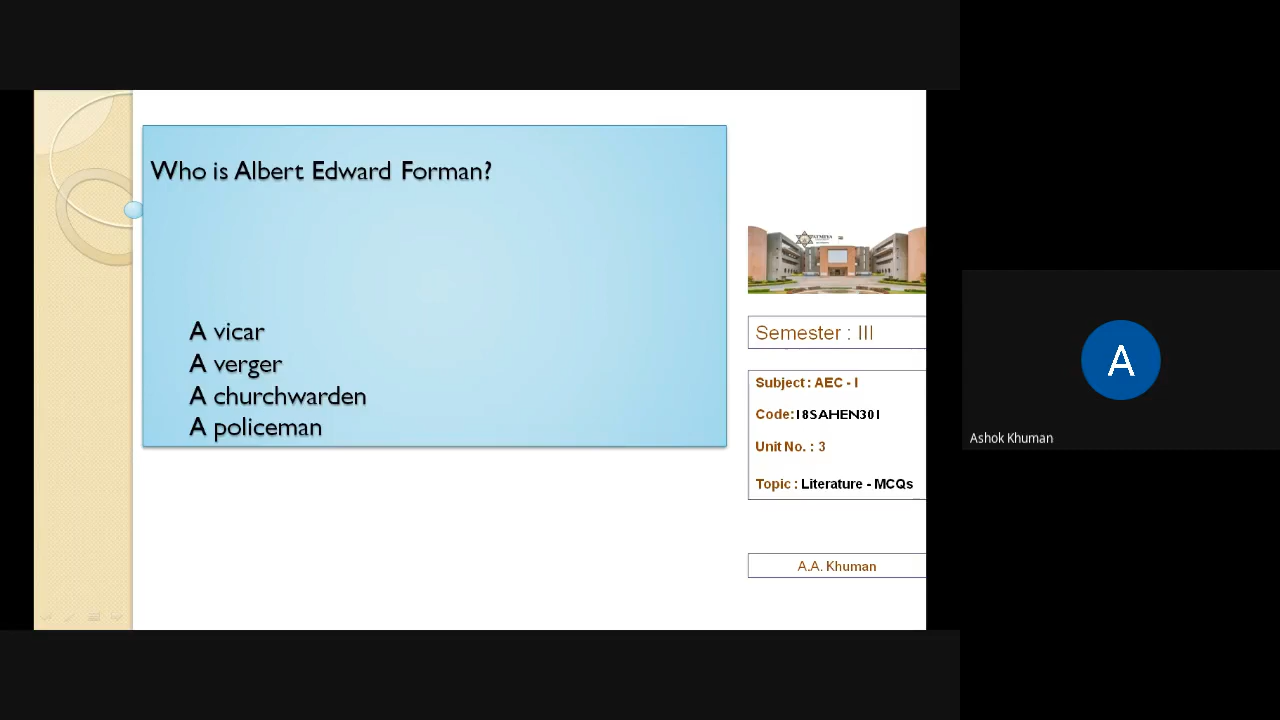 Who is Albert Edward Forman?
A vicar
A verger
A churchwarden
A policeman
Semester : III
Subject : AEC - I
Code:18SAHEN301
Unit No. : 3
Topic : Literature - MCQs
A.A. Khuman
A
Ashok Khuman